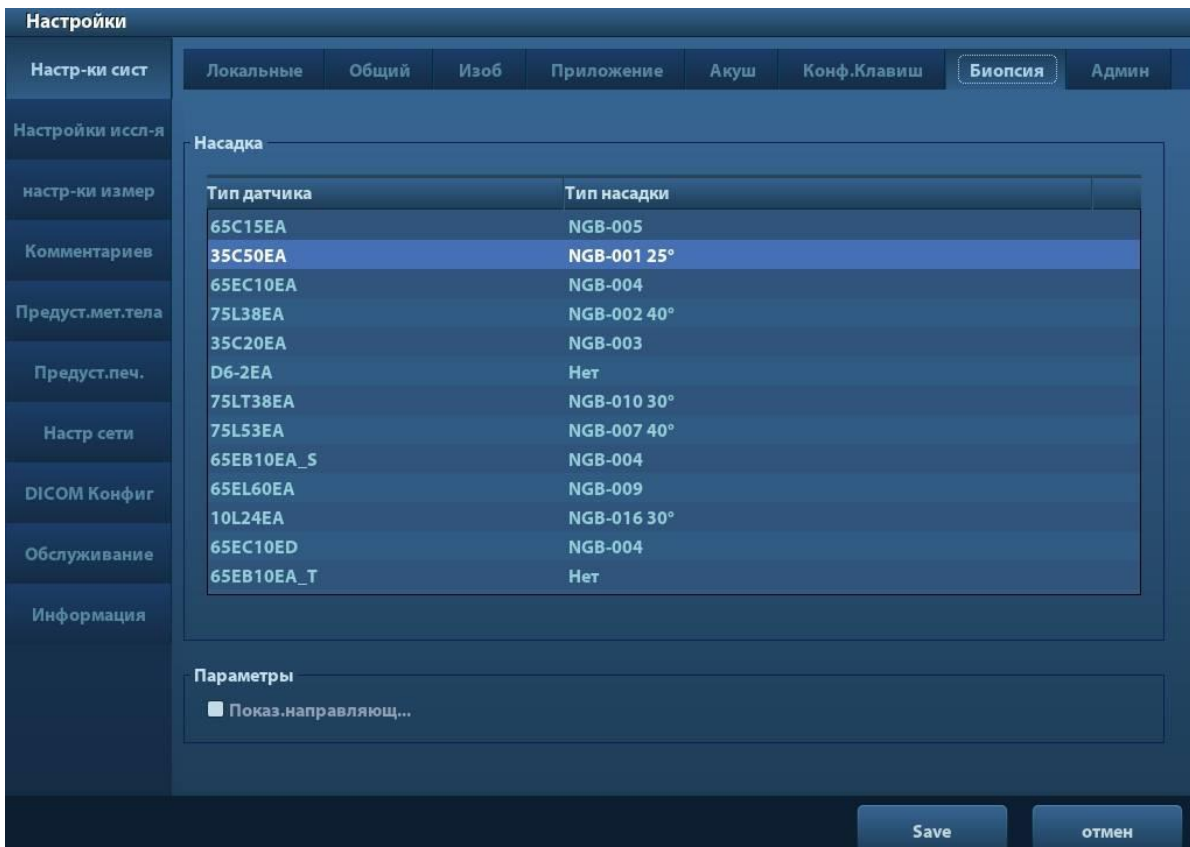 Настройки
Настр-ки сист
Локальные Общий Изоб Приложение Акуш Конф.Клавиш Биопсия Админ
Настройки иссл-я
настр-ки измер
Комментариев
Предуст.мет.тела
Предуст.печ.
Настр сети
DICOM Конфиг
Обслуживание
Информация
Насадка
Тип датчика Тип насадки
65C15EA NGB-005
35C50EA NGB-001 25°
65EC10EA NGB-004
75L38EA NGB-002 40°
35C20EA NGB-003
D6-2EA Нет
75LT38EA NGB-010 30°
75L53EA NGB-007 40°
65EB10EA_S NGB-004
65EL60EA NGB-009
10L24EA NGB-016 30°
65EC10ED NGB-004
65EB10EA_T Нет
Параметры
Показ.направляющ...
Save отмен